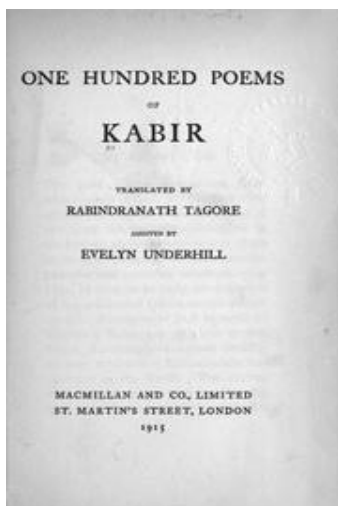 ONE HUNDRED POEMS
OF
KABIR
TRANSLATED BY
RABINDRANATH TAGORE
ASSISTED BY
EVELYN UNDERHILL
MACMILLAN AND CO., LIMITED
ST. MARTIN'S STREET, LONDON
1915